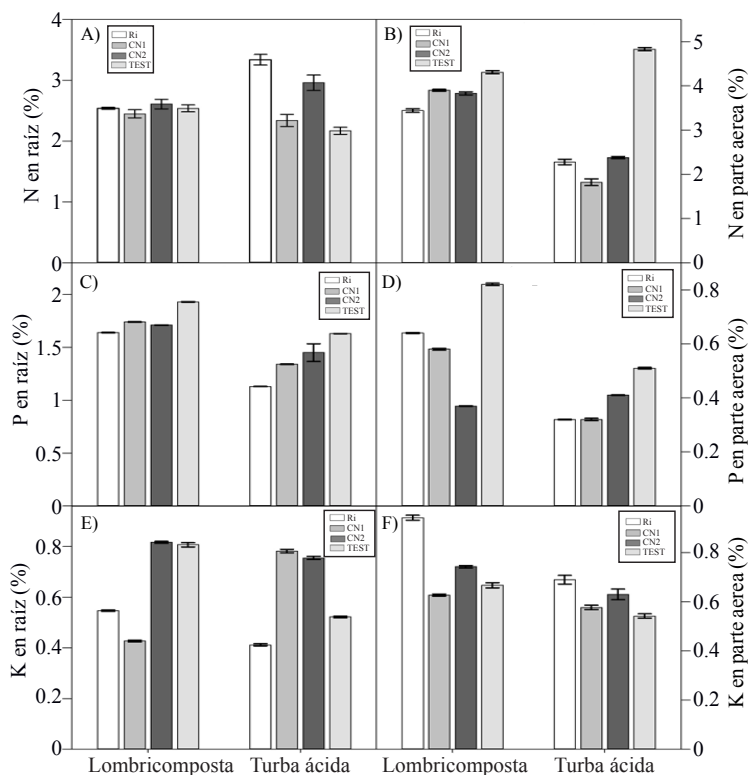 A)
Ri
CN1
CN2
TEST
4
3
2
1
0
N en raíz (%)
B)
Ri
CN1
CN2
TEST
5
4
3
2
1
0
N en parte aerea (%)
C)
Ri
CN1
CN2
TEST
2
1.5
1
0.5
0
P en raíz (%)
D)
Ri
CN1
CN2
TEST
0.8
0.6
0.4
0.2
0
P en parte aerea (%)
E)
Ri
CN1
CN2
TEST
0.8
0.6
0.4
0.2
0
K en raíz (%)
F)
Ri
CN1
CN2
TEST
0.8
0.6
0.4
0.2
0
K en parte aerea (%)
Lombricomposta
Turba ácida
Lombricomposta
Turba ácida